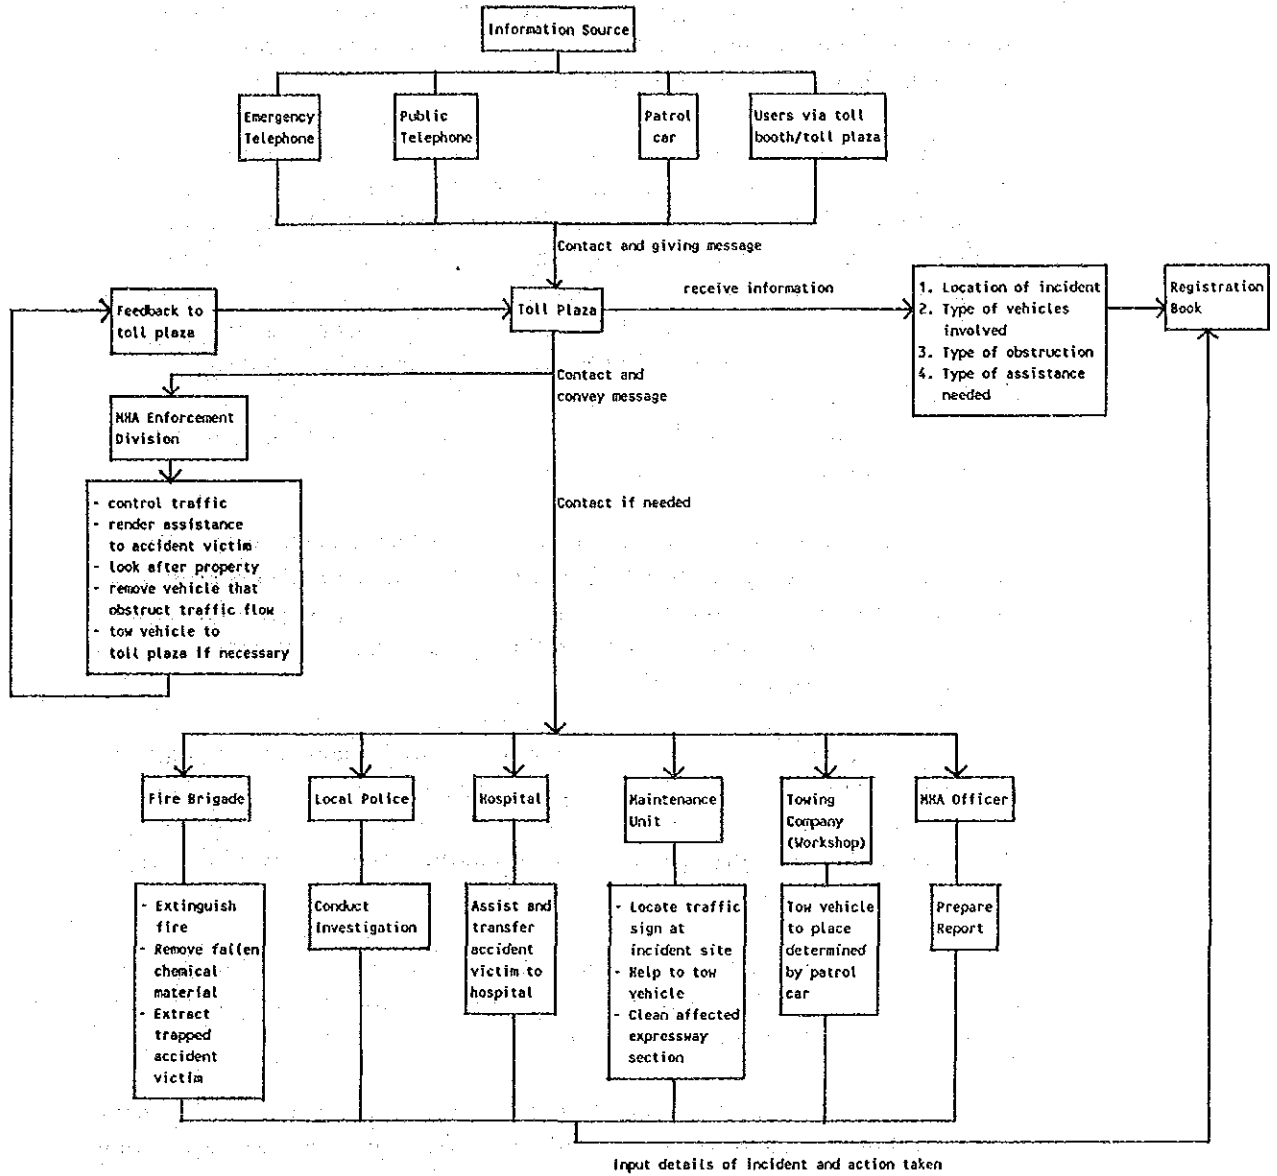 Information Source
Emergency
Telephone
Public
Telephone
Patrol
car
Users via toll
booth/toll plaza
Contact and giving message
Feedback to
toll plaza
Toll Plaza
receive information
1. Location of incident
2. Type of vehicles
involved
3. Type of obstruction
4. Type of assistance
needed
Registration
Book
Contact and
convey message
MHA Enforcement
Division
- control traffic
- render assistance
to accident victim
- look after property
- remove vehicle that
obstruct traffic flow
- tow vehicle to
toll plaza if necessary
Contact if needed
Fire Brigade
Local Police
Hospital
Maintenance
Unit
Towing
Company
(Workshop)
MHA Officer
- Extinguish
fire
- Remove fallen
chemical
material
- Extract
trapped
accident
victim
Conduct
Investigation
Assist and
transfer
accident
victim to
hospital
- Locate traffic
sign at
incident site
- Help to tow
vehicle
- Clean affected
expressway
section
Tow vehicle
to place
determined
by patrol
car
Prepare
Report
Input details of incident and action taken